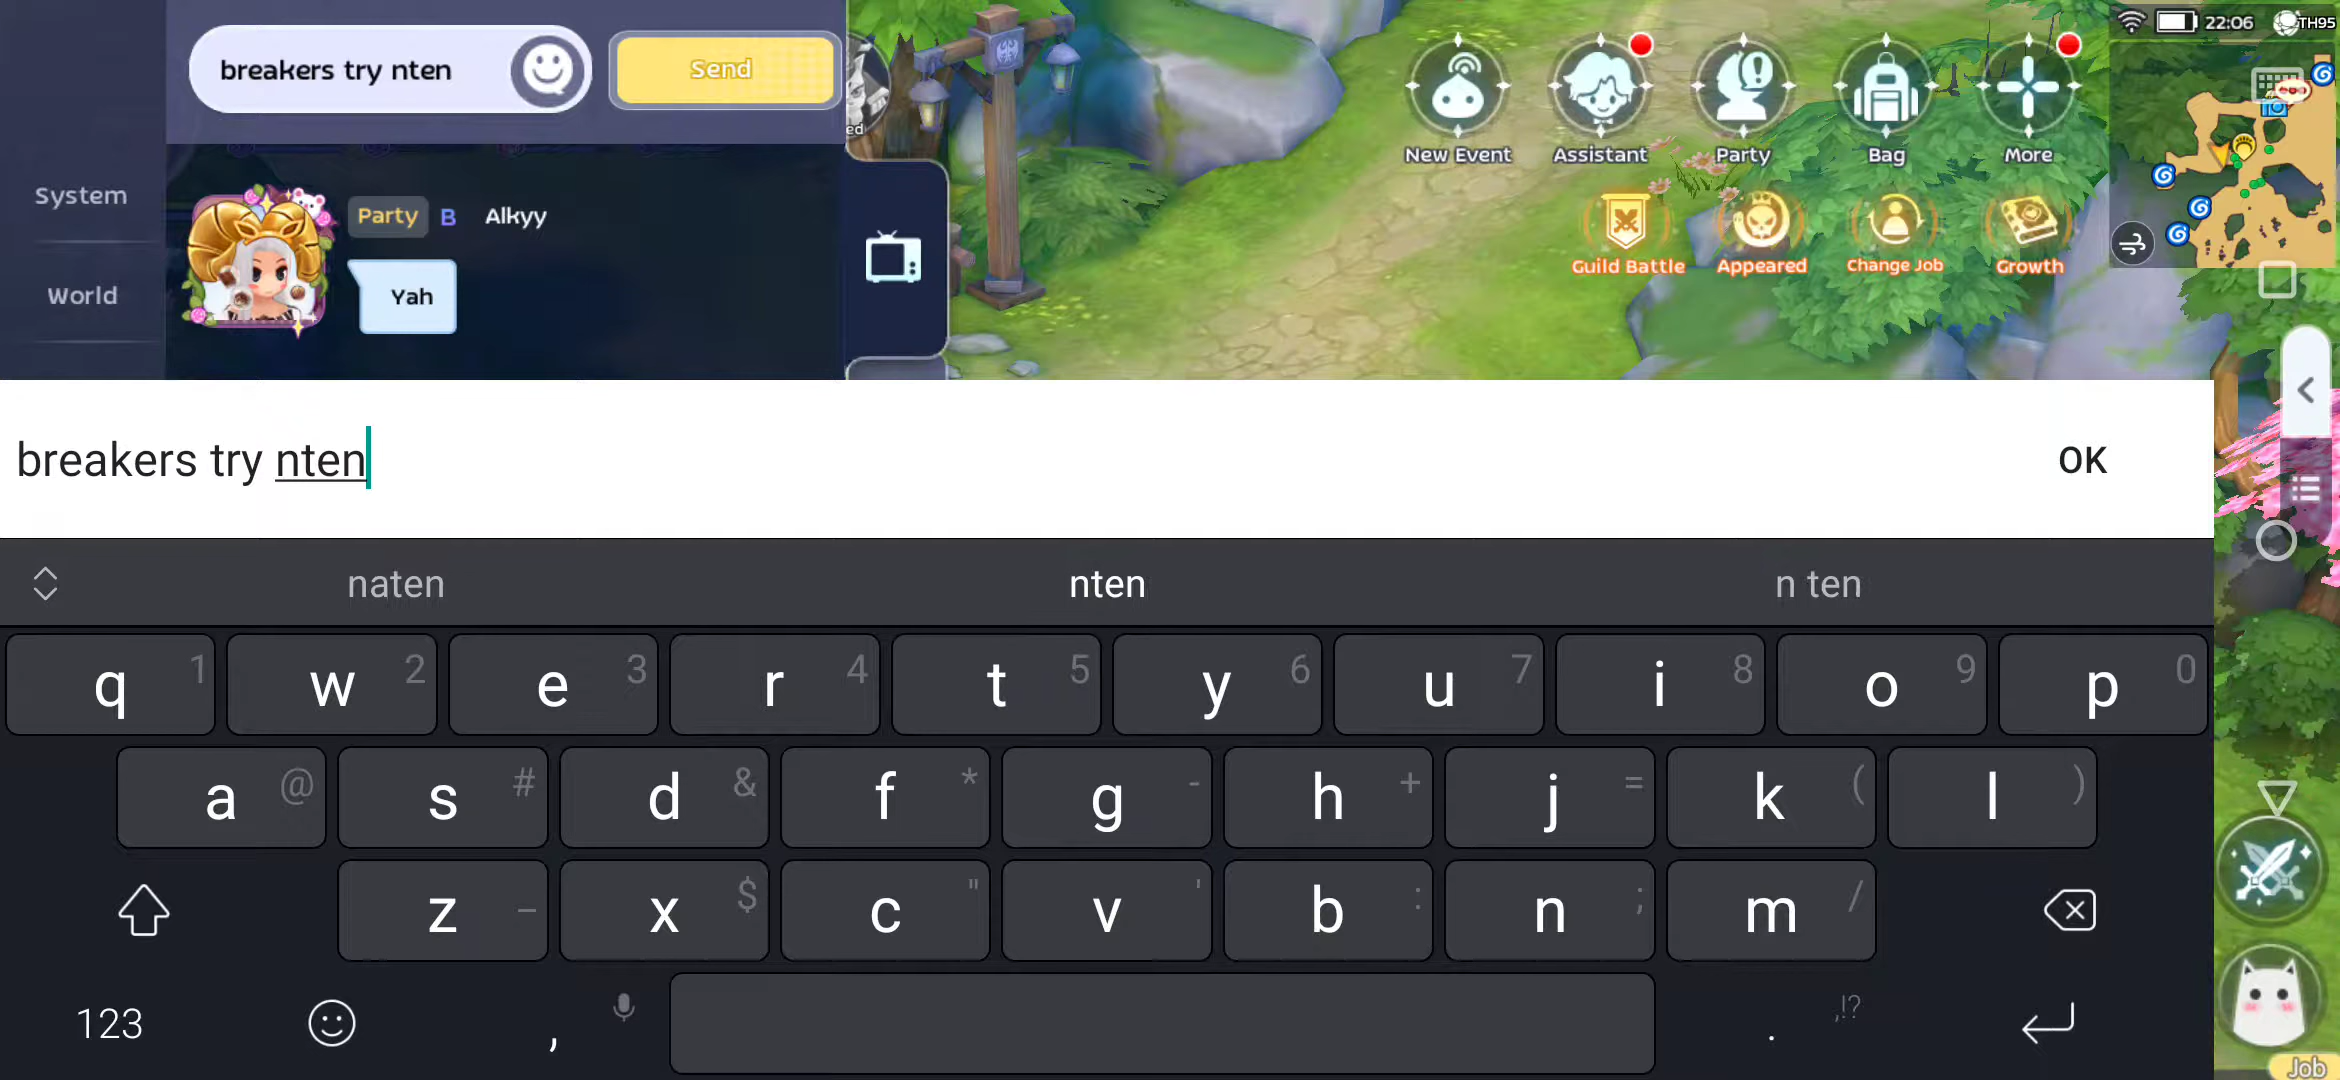 breakers try nten
Send
System
World
Party B Alkyy
Yah
ed
New Event
Assistant
Party
Bag
More
22:06
TH95
Guild Battle
Appeared
Change Job
Growth
breakers try nten
OK
naten nten n ten
q 1 w 2 e 3 r 4 t 5 y 6 u 7 i 8 o 9 p 0
a @ s # d & f * g - h + j = k ( l )
z _ x $ c " v ' b : n ; m /
123 , . ,!?
Job